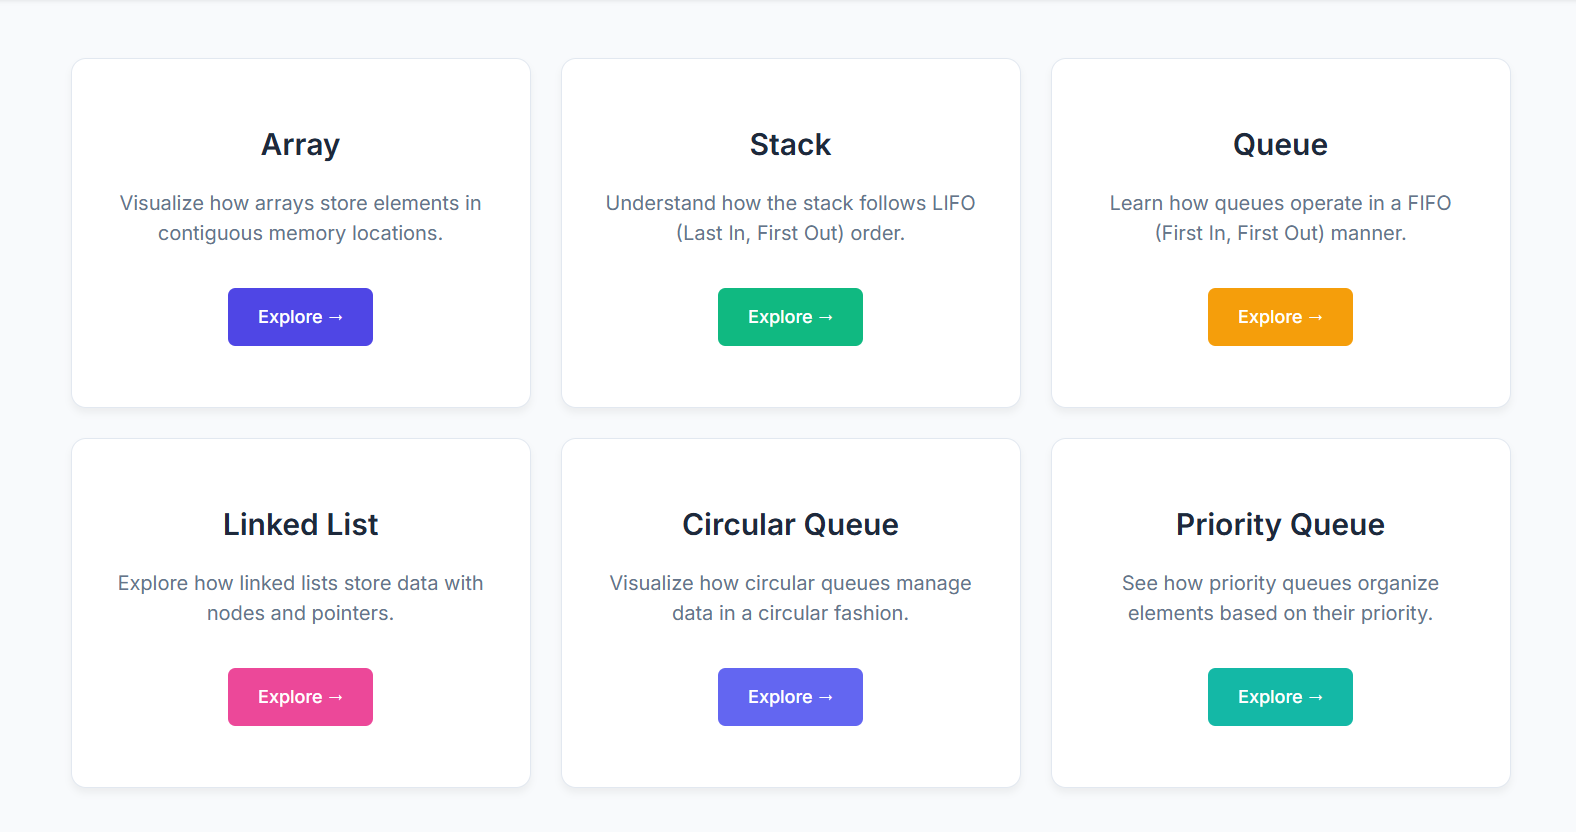 Array
Visualize how arrays store elements in
contiguous memory locations.
Explore →
Stack
Understand how the stack follows LIFO
(Last In, First Out) order.
Explore →
Queue
Learn how queues operate in a FIFO
(First In, First Out) manner.
Explore →
Linked List
Explore how linked lists store data with
nodes and pointers.
Explore →
Circular Queue
Visualize how circular queues manage
data in a circular fashion.
Explore →
Priority Queue
See how priority queues organize
elements based on their priority.
Explore →